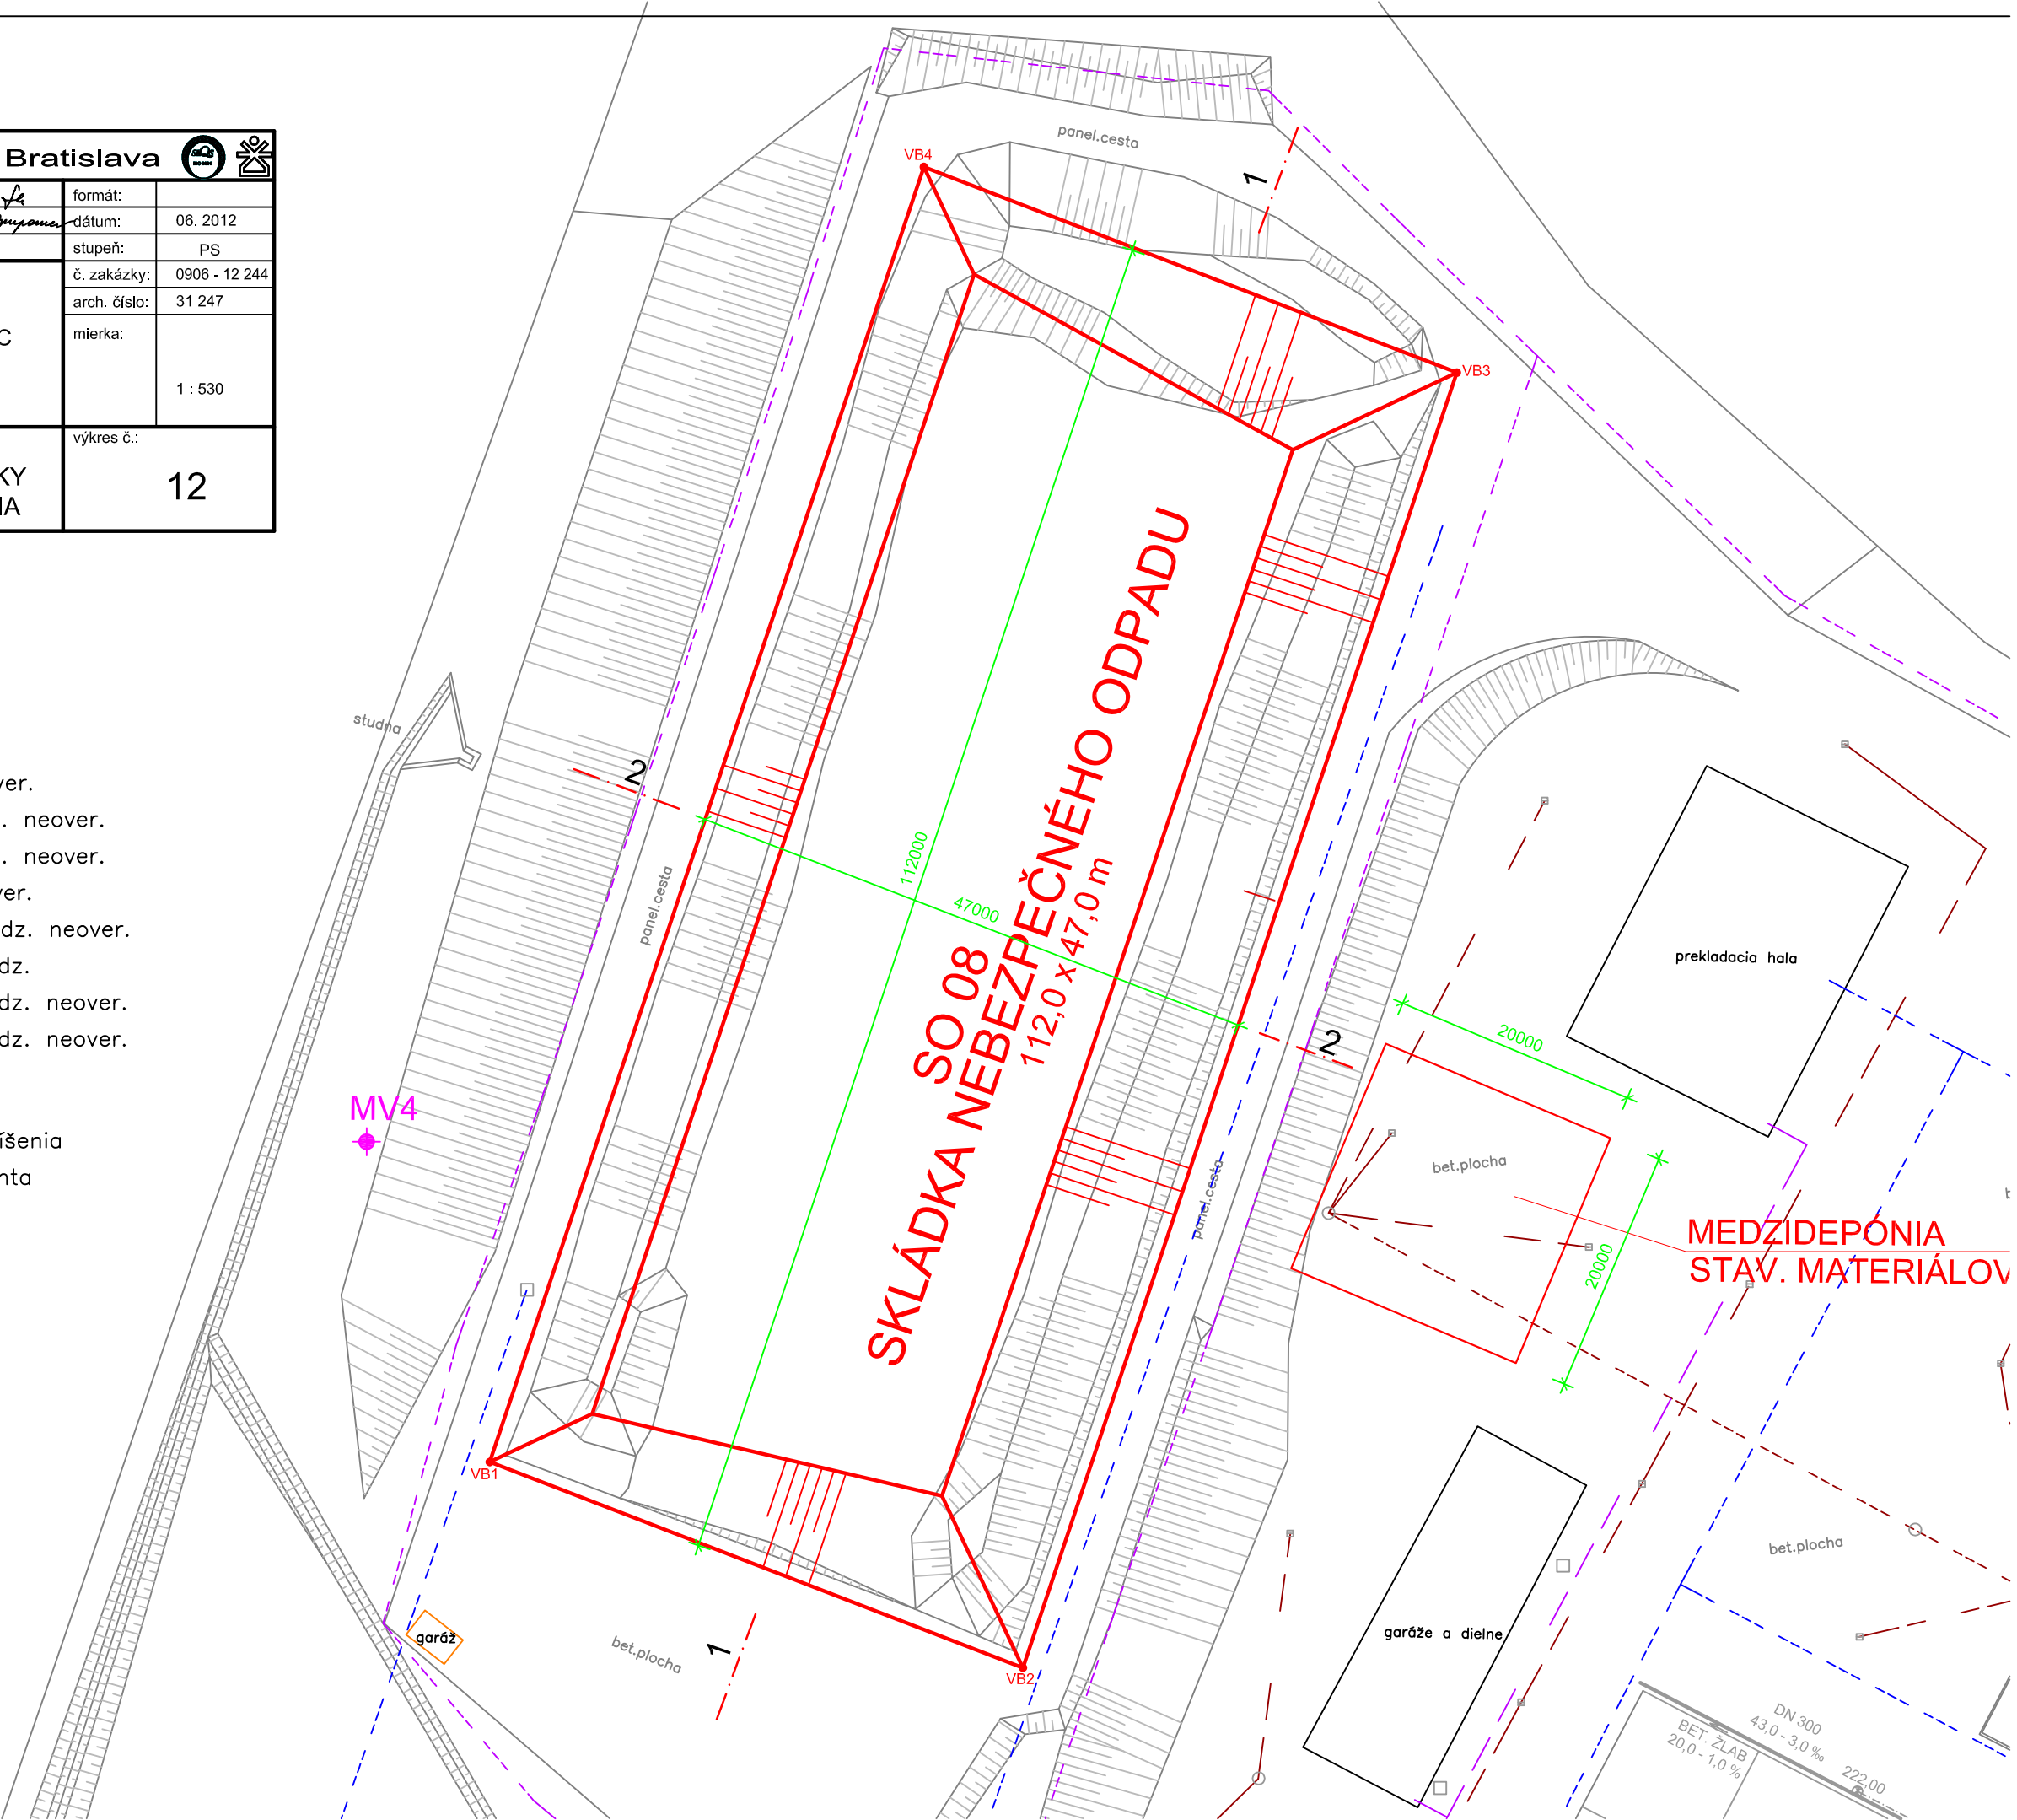 Bratislava
formát:
dátum: 06. 2012
stupeň: PS
č. zakázky: 0906 - 12 244
arch. číslo: 31 247
C
mierka:
1 : 530
výkres č.:
KY
IA
12
panel.cesta
VB4
1
VB3
studna
ver.
. neover.
. neover.
ver.
dz. neover.
dz.
dz. neover.
dz. neover.
íšenia
nta
MV4
2
panel.cesta
112000
47000
SO 08
SKLÁDKA NEBEZPEČNÉHO ODPADU
112,0 x 47,0 m
2
20000
prekladacia hala
bet.plocha
panel.cesta
20000
MEDZIDEPÓNIA
STAV. MATERIÁLOV
VB1
VB2
garáž
bet.plocha
1
garáže a dielne
bet.plocha
DN 300
43,0 - 3,0 ‰
BET. ŽLAB
20,0 - 1,0 %
222,00